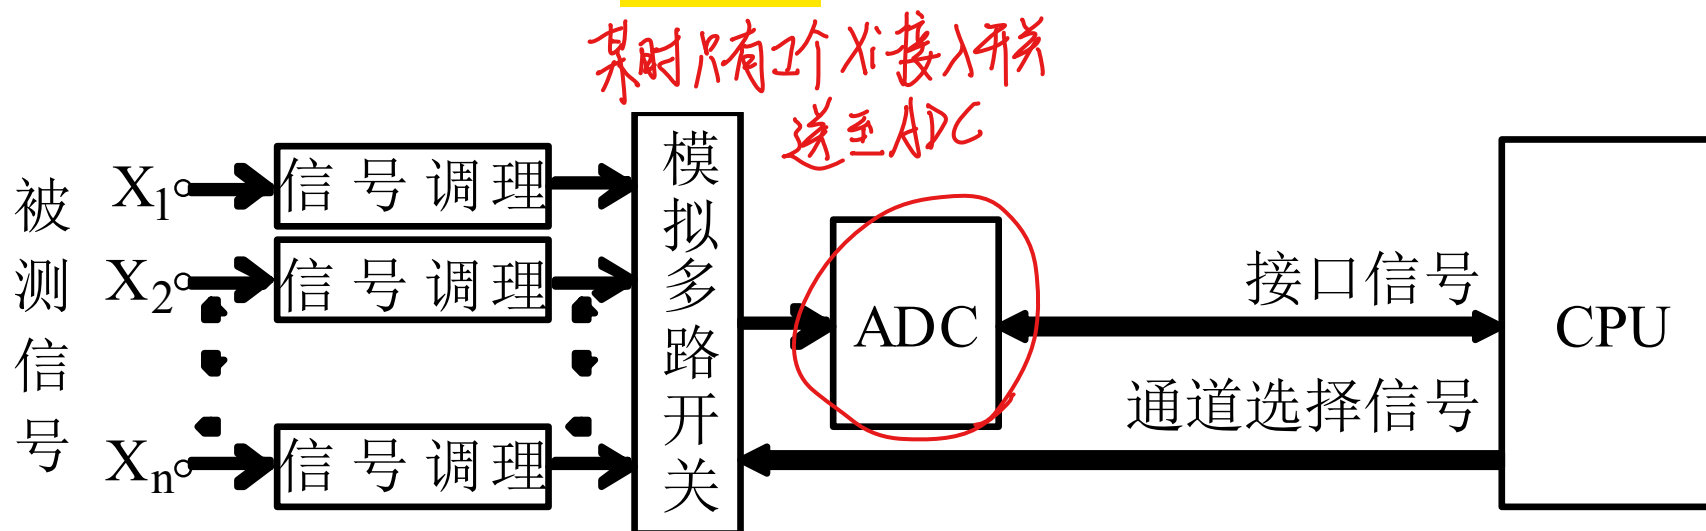 某时只有1个Xi接入开关
送至ADC
被测信号
X1
信号调理
X2
信号调理
Xn
信号调理
模拟多路开关
ADC
接口信号
通道选择信号
CPU